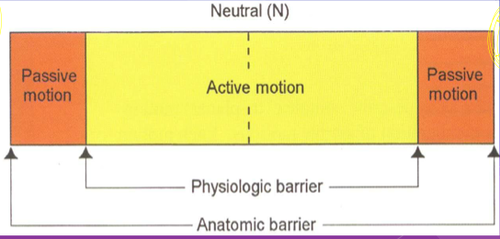 Neutral (N)
Passive
motion
Active motion
Passive
motion
Physiologic barrier
Anatomic barrier